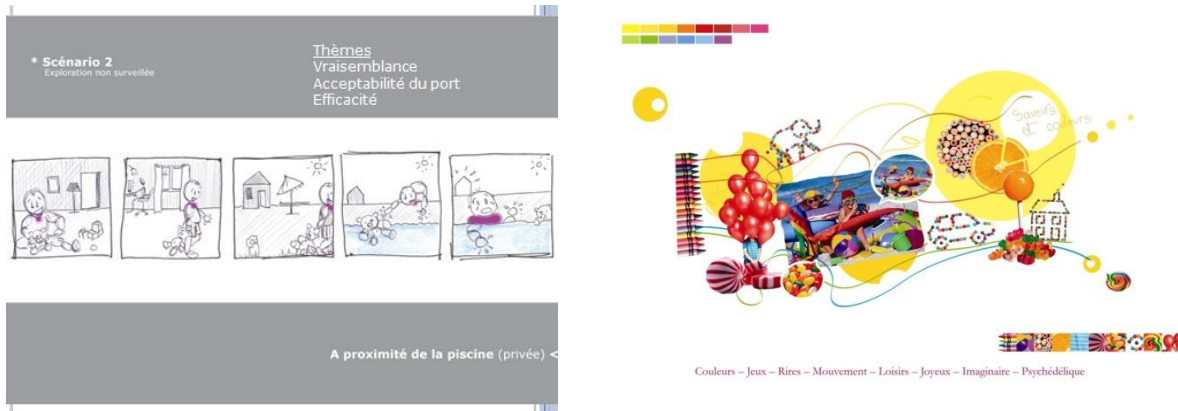 * Scénario 2
Exploration non surveillée
Thèmes
Vraisemblance
Acceptabilité du port
Efficacité
A proximité de la piscine (privée) <
Saveurs
et couleurs
Couleurs – Jeux – Rires – Mouvement – Loisirs – Joyeux – Imaginaire – Psychédélique